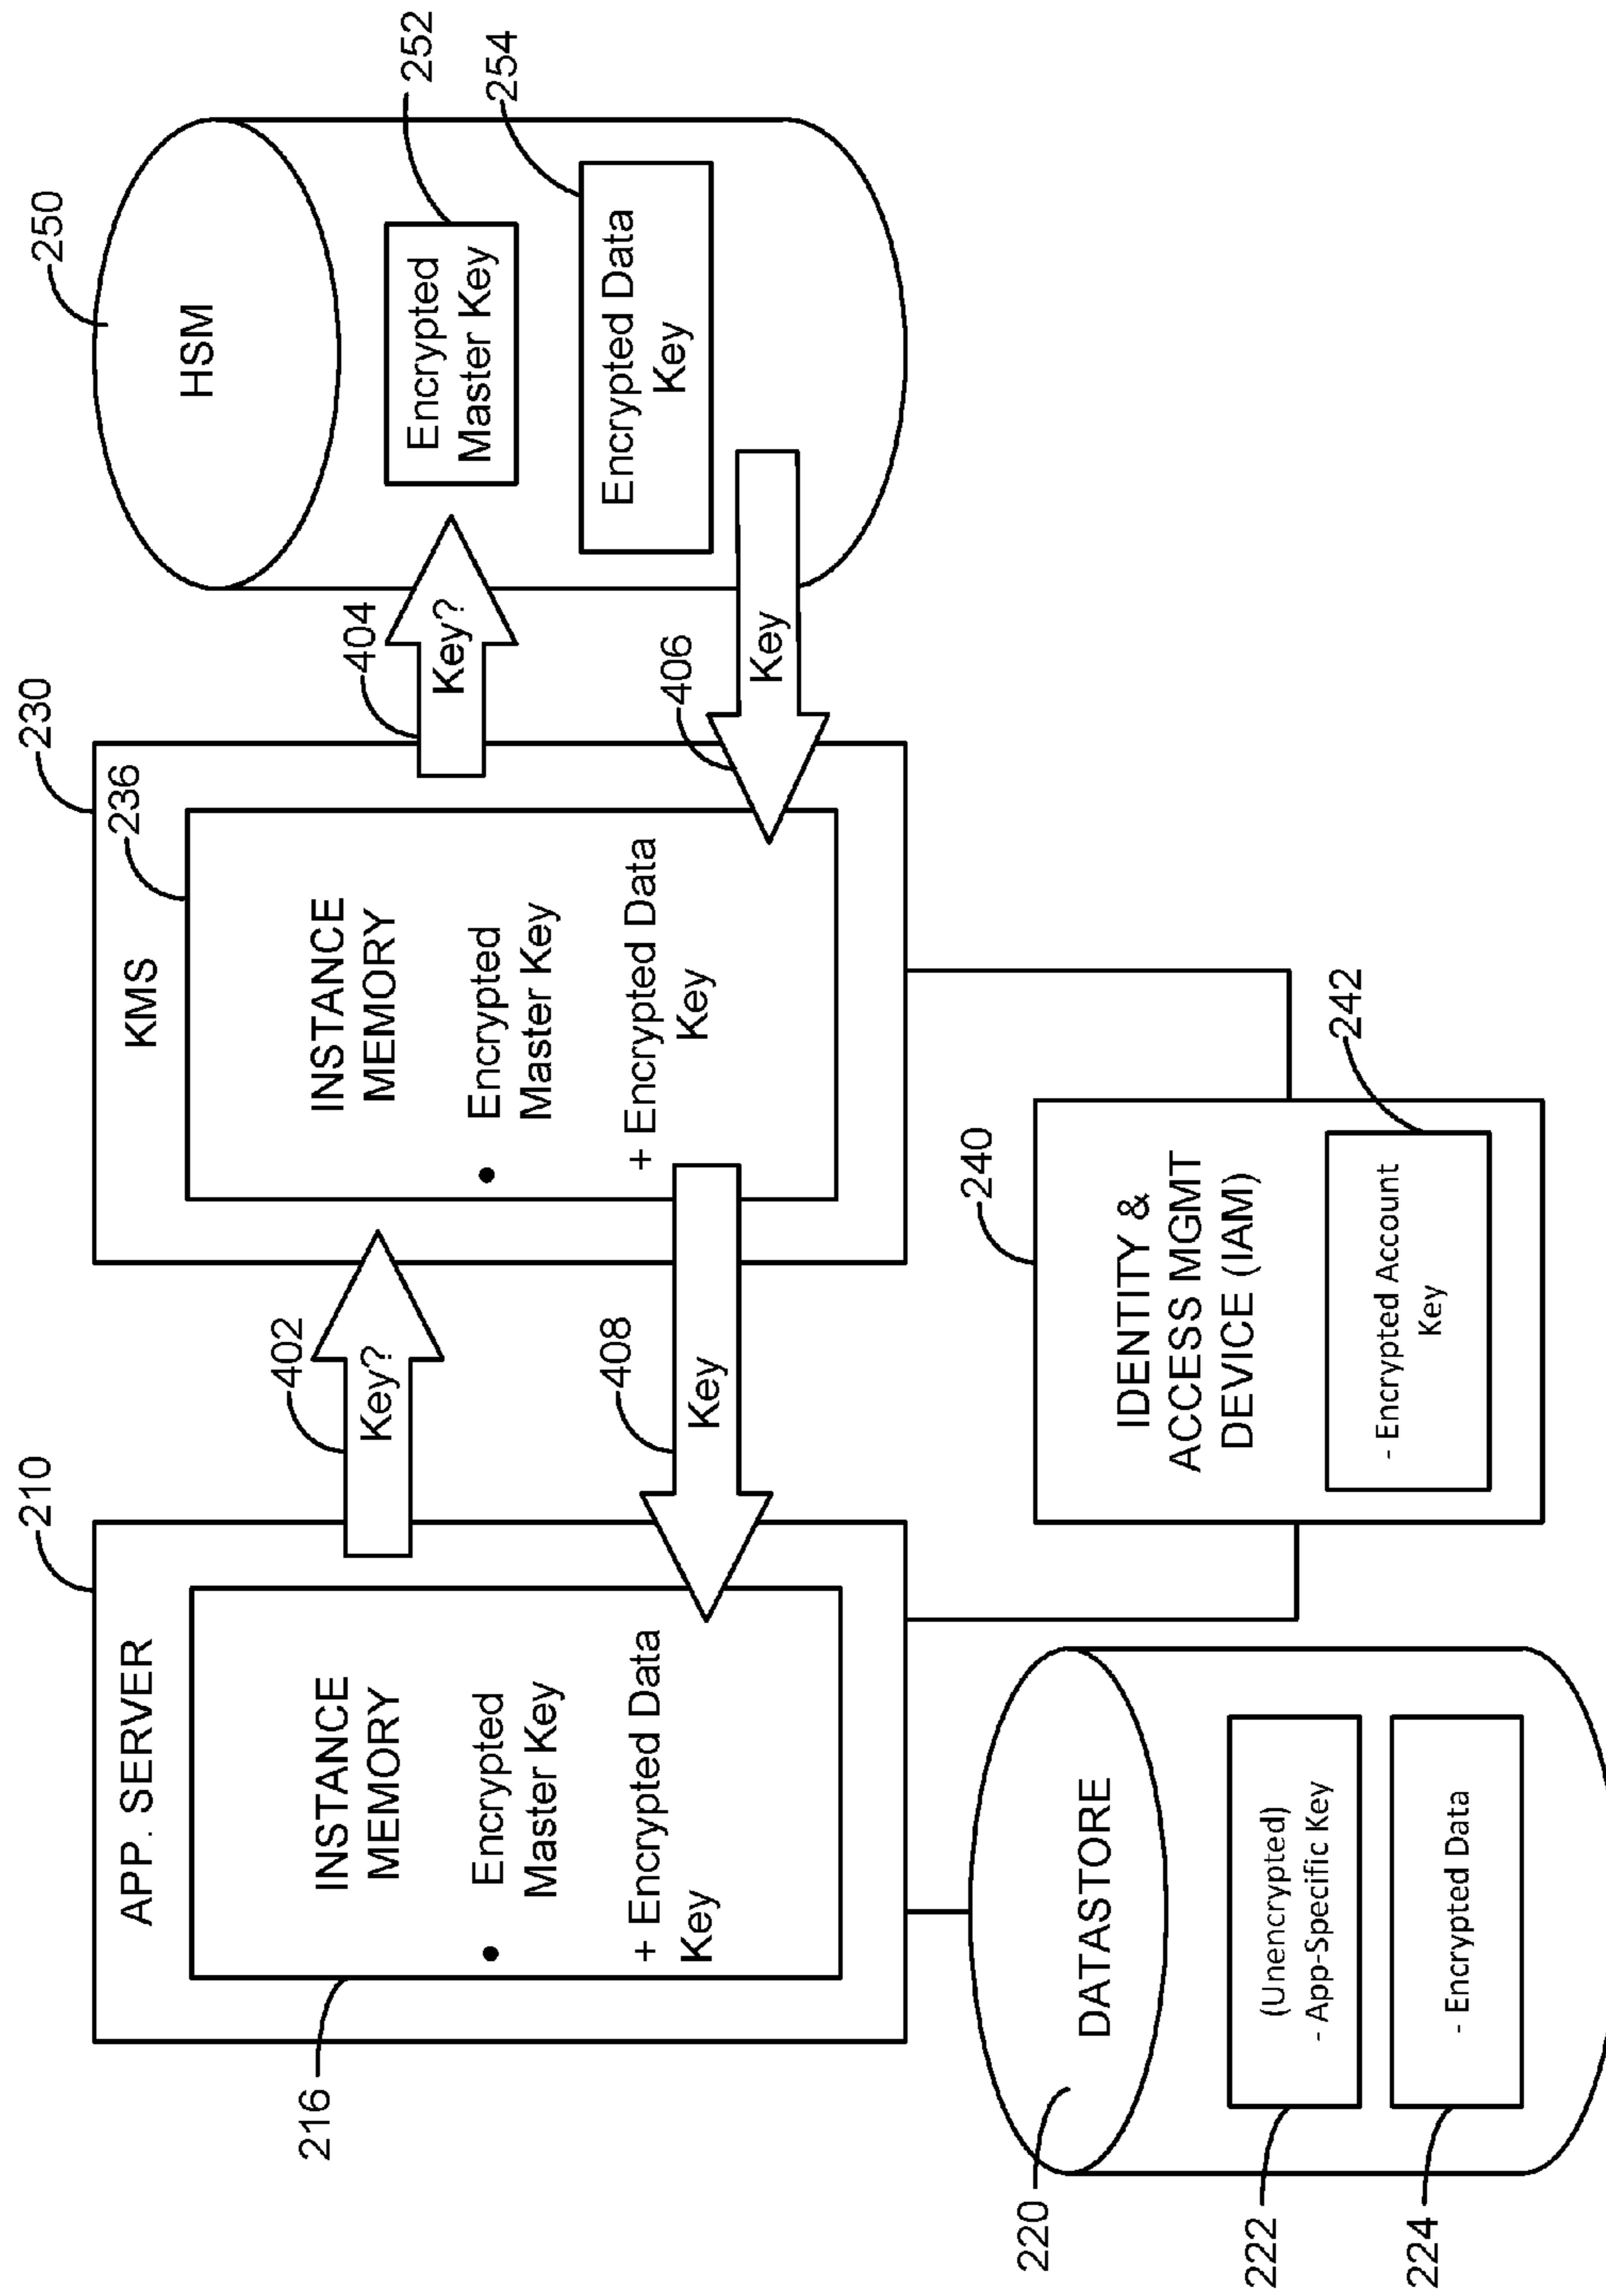 210
APP. SERVER
216
INSTANCE
MEMORY
• Encrypted
Master Key
+ Encrypted Data
Key
402
Key?
408
Key
230
KMS
236
INSTANCE
MEMORY
• Encrypted
Master Key
+ Encrypted Data
Key
404
Key?
406
Key
250
HSM
252
Encrypted
Master Key
254
Encrypted Data
Key
220
DATASTORE
222
(Unencrypted)
- App-Specific Key
224
- Encrypted Data
240
IDENTITY &
ACCESS MGMT
DEVICE (IAM)
242
- Encrypted Account
Key